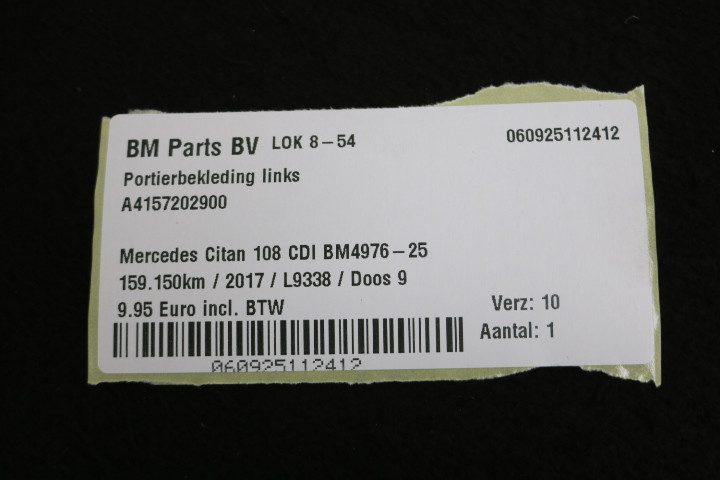 BM Parts BV LOK 8-54 060925112412
Portierbekleding links
A4157202900
Mercedes Citan 108 CDI BM4976-25
159.150km / 2017 / L9338 / Doos 9
9.95 Euro incl. BTW Verz: 10
Aantal: 1
060925112412